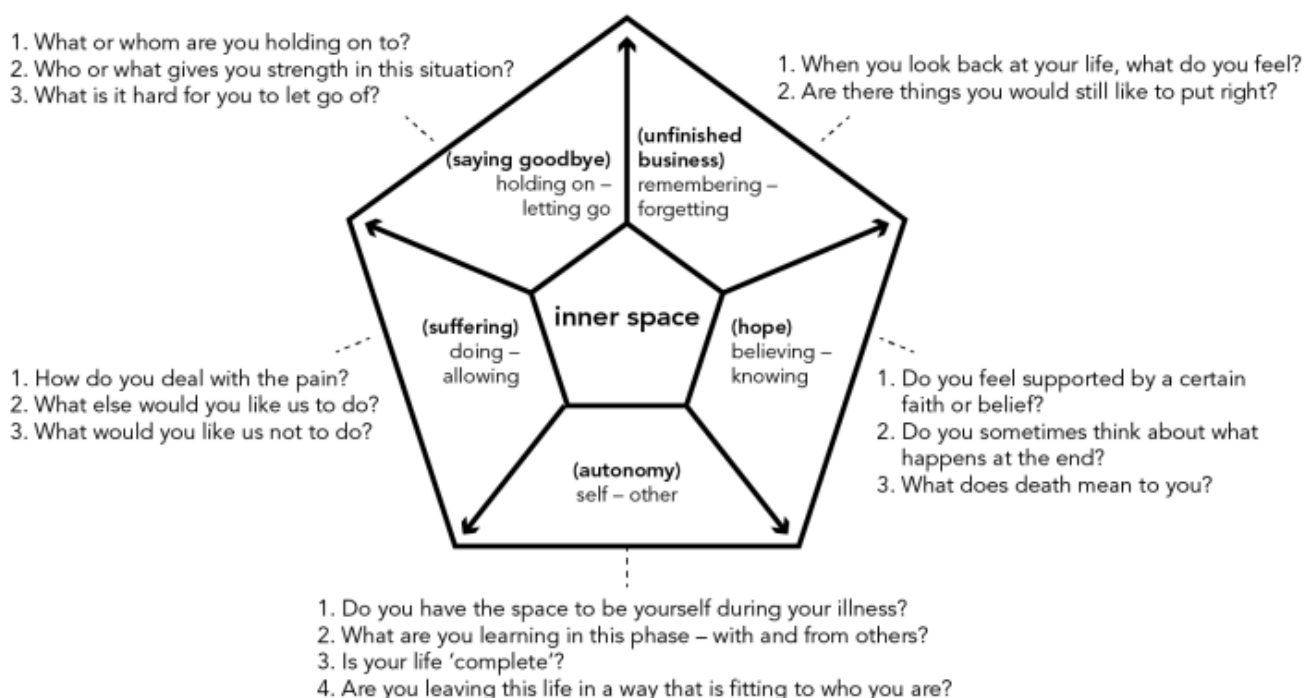 1. What or whom are you holding on to?
2. Who or what gives you strength in this situation?
3. What is it hard for you to let go of?
1. When you look back at your life, what do you feel?
2. Are there things you would still like to put right?
(saying goodbye)
holding on –
letting go
(unfinished
business)
remembering –
forgetting
inner space
(suffering)
doing –
allowing
(hope)
believing –
knowing
(autonomy)
self – other
1. How do you deal with the pain?
2. What else would you like us to do?
3. What would you like us not to do?
1. Do you feel supported by a certain
faith or belief?
2. Do you sometimes think about what
happens at the end?
3. What does death mean to you?
1. Do you have the space to be yourself during your illness?
2. What are you learning in this phase – with and from others?
3. Is your life ‘complete’?
4. Are you leaving this life in a way that is fitting to who you are?